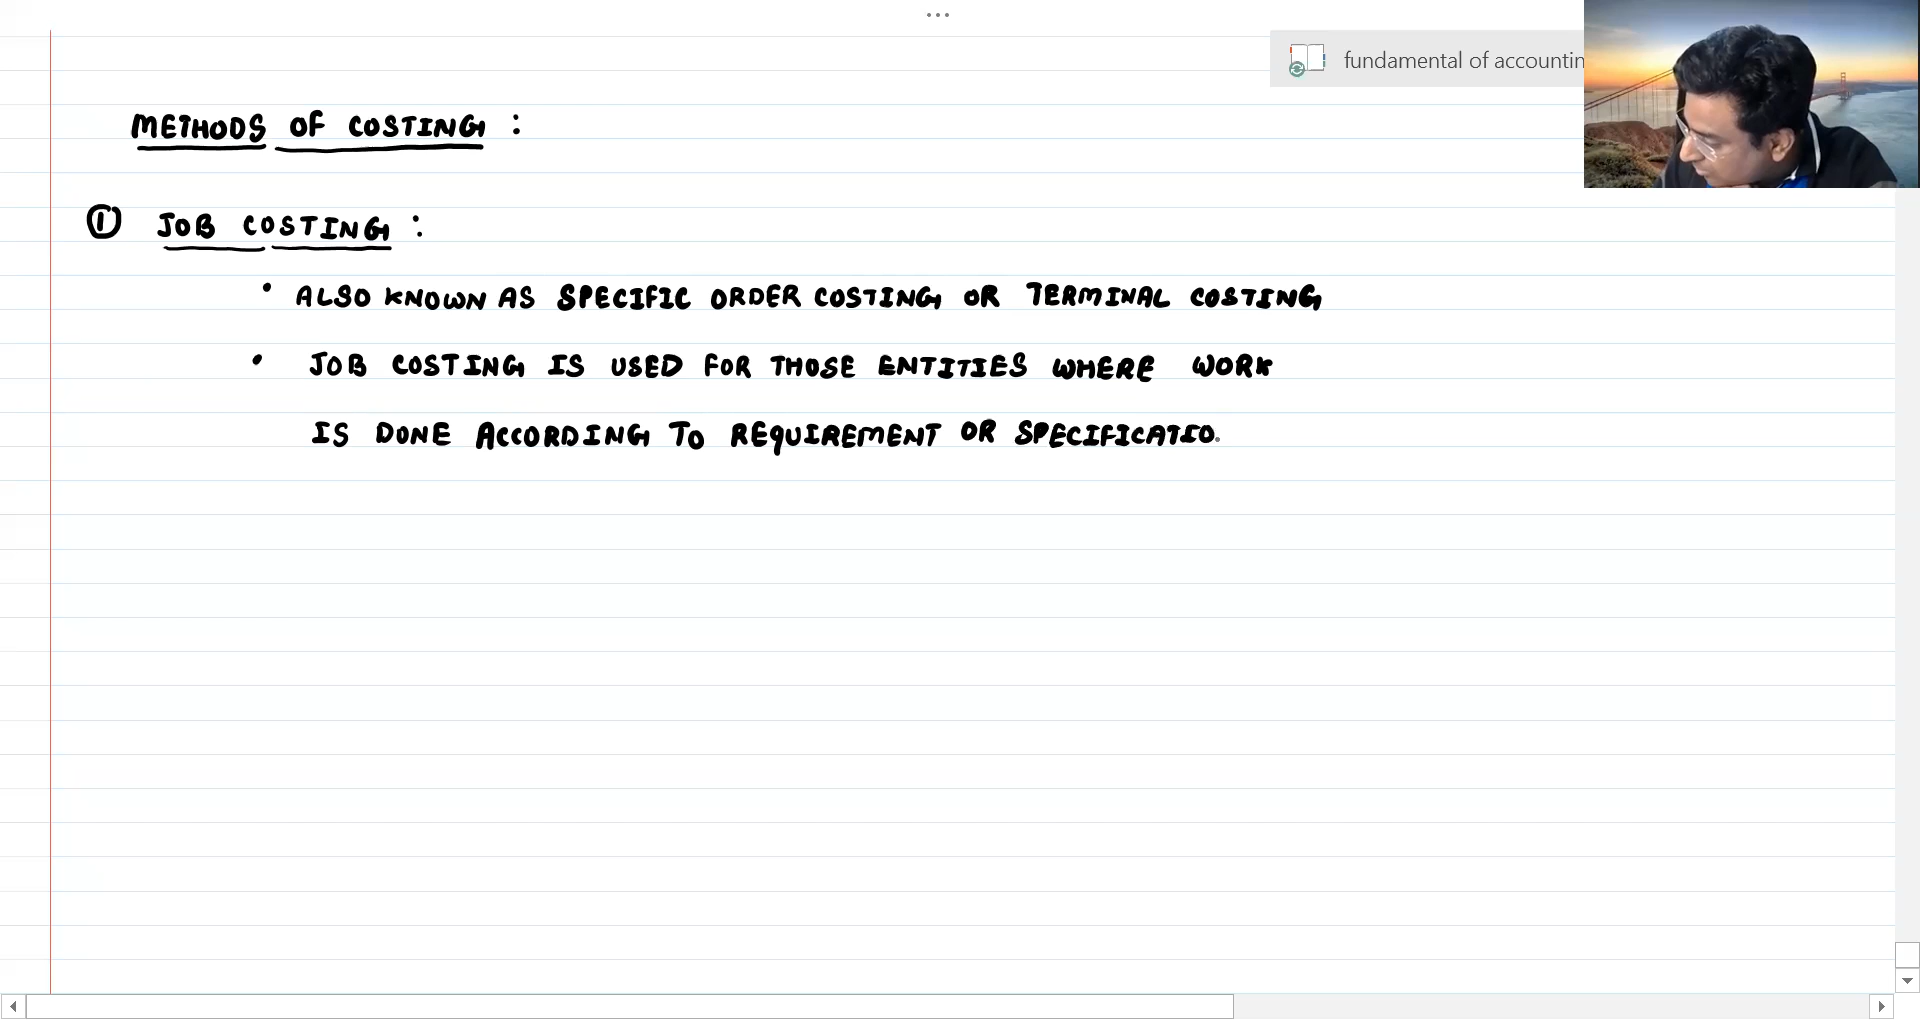 fundamental of accountin
METHODS OF COSTING :
① JOB COSTING :
• ALSO KNOWN AS SPECIFIC ORDER COSTING OR TERMINAL COSTING
• JOB COSTING IS USED FOR THOSE ENTITIES WHERE WORK
IS DONE ACCORDING TO REQUIREMENT OR SPECIFICATIO